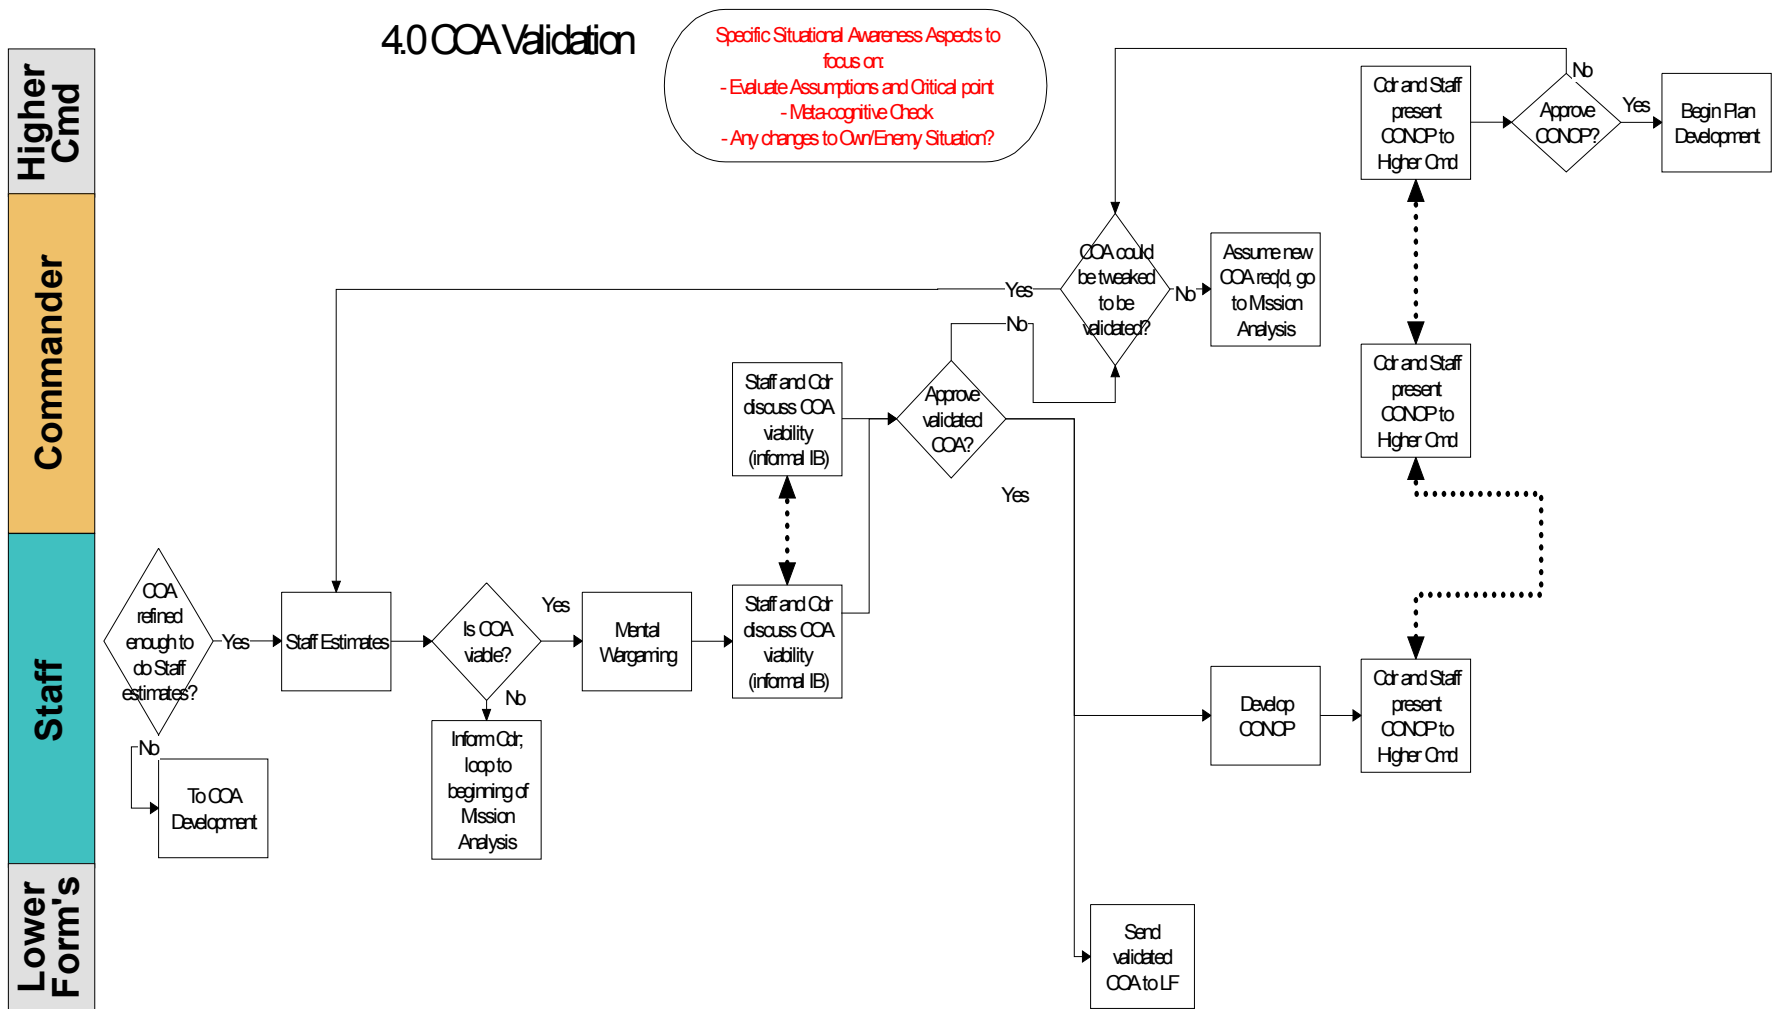 4.0 COA Validation
Specific Situational Awareness Aspects to
focus on:
- Evaluate Assumptions and Critical point
- Meta-cognitive Check
- Any changes to Own/Enemy Situation?
Higher
Cmd
Commander
Staff
Lower
Form's
Cdr and Staff
present
CONOP to
Higher Cmd
No
Approve
CONOP?
Yes
Begin Plan
Development
COA could
be tweaked
to be
validated?
Yes
No
Assume new
COA req'd, go
to Mission
Analysis
No
Staff and Cdr
discuss COA
viability
(informal IB)
Approve
validated
COA?
Yes
Cdr and Staff
present
CONOP to
Higher Cmd
COA
refined
enough to
do Staff
estimates?
Yes
Staff Estimates
Is COA
viable?
Yes
Mental
Wargaming
Staff and Cdr
discuss COA
viability
(informal IB)
No
To COA
Development
No
Inform Cdr;
loop to
beginning of
Mission
Analysis
Develop
CONOP
Cdr and Staff
present
CONOP to
Higher Cmd
Send
validated
COA to LF